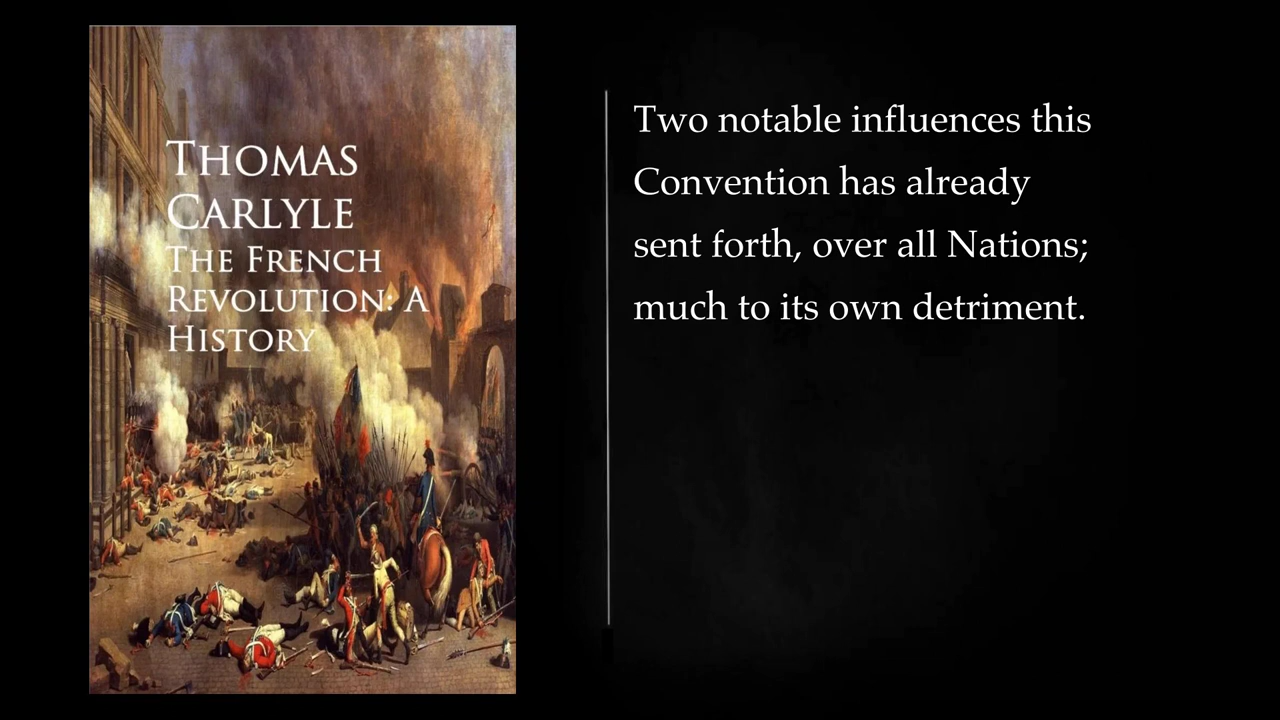 Thomas
Carlyle
The French
Revolution: A
History
Two notable influences this
Convention has already
sent forth, over all Nations;
much to its own detriment.